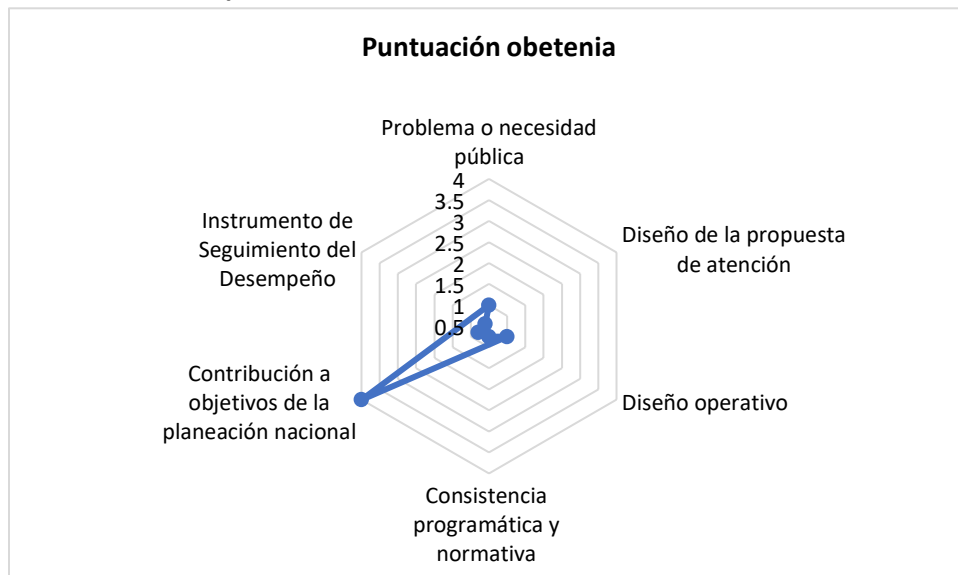 Puntuación obetenia
Problema o necesidad
pública
4
3.5
3
2.5
2
1.5
1
0.5
Diseño de la propuesta
de atención
Diseño operativo
Consistencia
programática y
normativa
Contribución a
objetivos de la
planeación nacional
Instrumento de
Seguimiento del
Desempeño